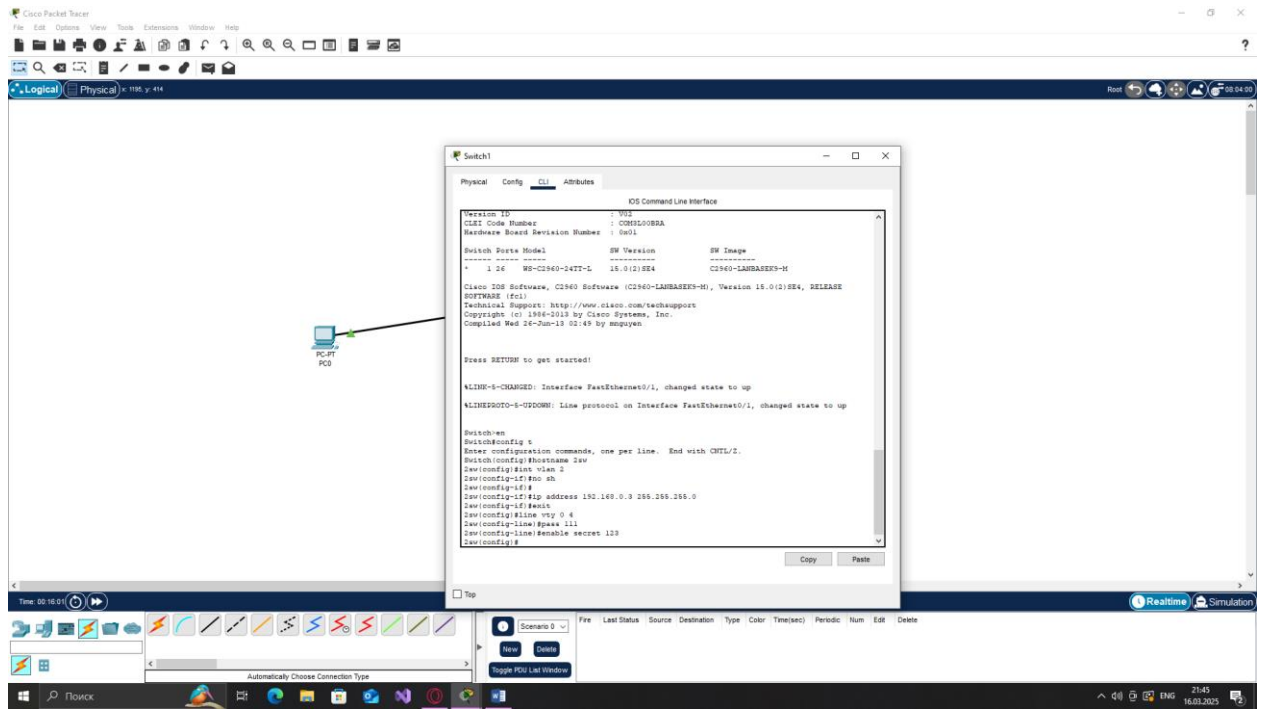 Cisco Packet Tracer
File Edit Options View Tools Extensions Window Help
?
Logical Physical x: 1195, y: 414
Root 08:04:00
Switch1
Physical Config CLI Attributes
IOS Command Line Interface
Version ID : V02
CLEI Code Number : COM3L00BRA
Hardware Board Revision Number : 0x01
Switch Ports Model SW Version SW Image
------ ----- ----- ---------- ----------
* 1 26 WS-C2960-24TT-L 15.0(2)SE4 C2960-LANBASEK9-M
Cisco IOS Software, C2960 Software (C2960-LANBASEK9-M), Version 15.0(2)SE4, RELEASE
SOFTWARE (fc1)
Technical Support: http://www.cisco.com/techsupport
Copyright (c) 1986-2013 by Cisco Systems, Inc.
Compiled Wed 26-Jun-13 02:49 by mnguyen
Press RETURN to get started!
%LINK-5-CHANGED: Interface FastEthernet0/1, changed state to up
%LINEPROTO-5-UPDOWN: Line protocol on Interface FastEthernet0/1, changed state to up
Switch>en
Switch#config t
Enter configuration commands, one per line. End with CNTL/Z.
Switch(config)#hostname 2sw
2sw(config)#int vlan 2
2sw(config-if)#no sh
2sw(config-if)#
2sw(config-if)#ip address 192.168.0.3 255.255.255.0
2sw(config-if)#exit
2sw(config)#line vty 0 4
2sw(config-line)#pass 111
2sw(config-line)#enable secret 123
2sw(config)#
Copy Paste
Top
PC-PT
PC0
Time: 00:16:01
Realtime Simulation
Scenario 0
New Delete
Toggle PDU List Window
Fire Last Status Source Destination Type Color Time(sec) Periodic Num Edit Delete
Automatically Choose Connection Type
Поиск
ENG 21:45
16.03.2025
2